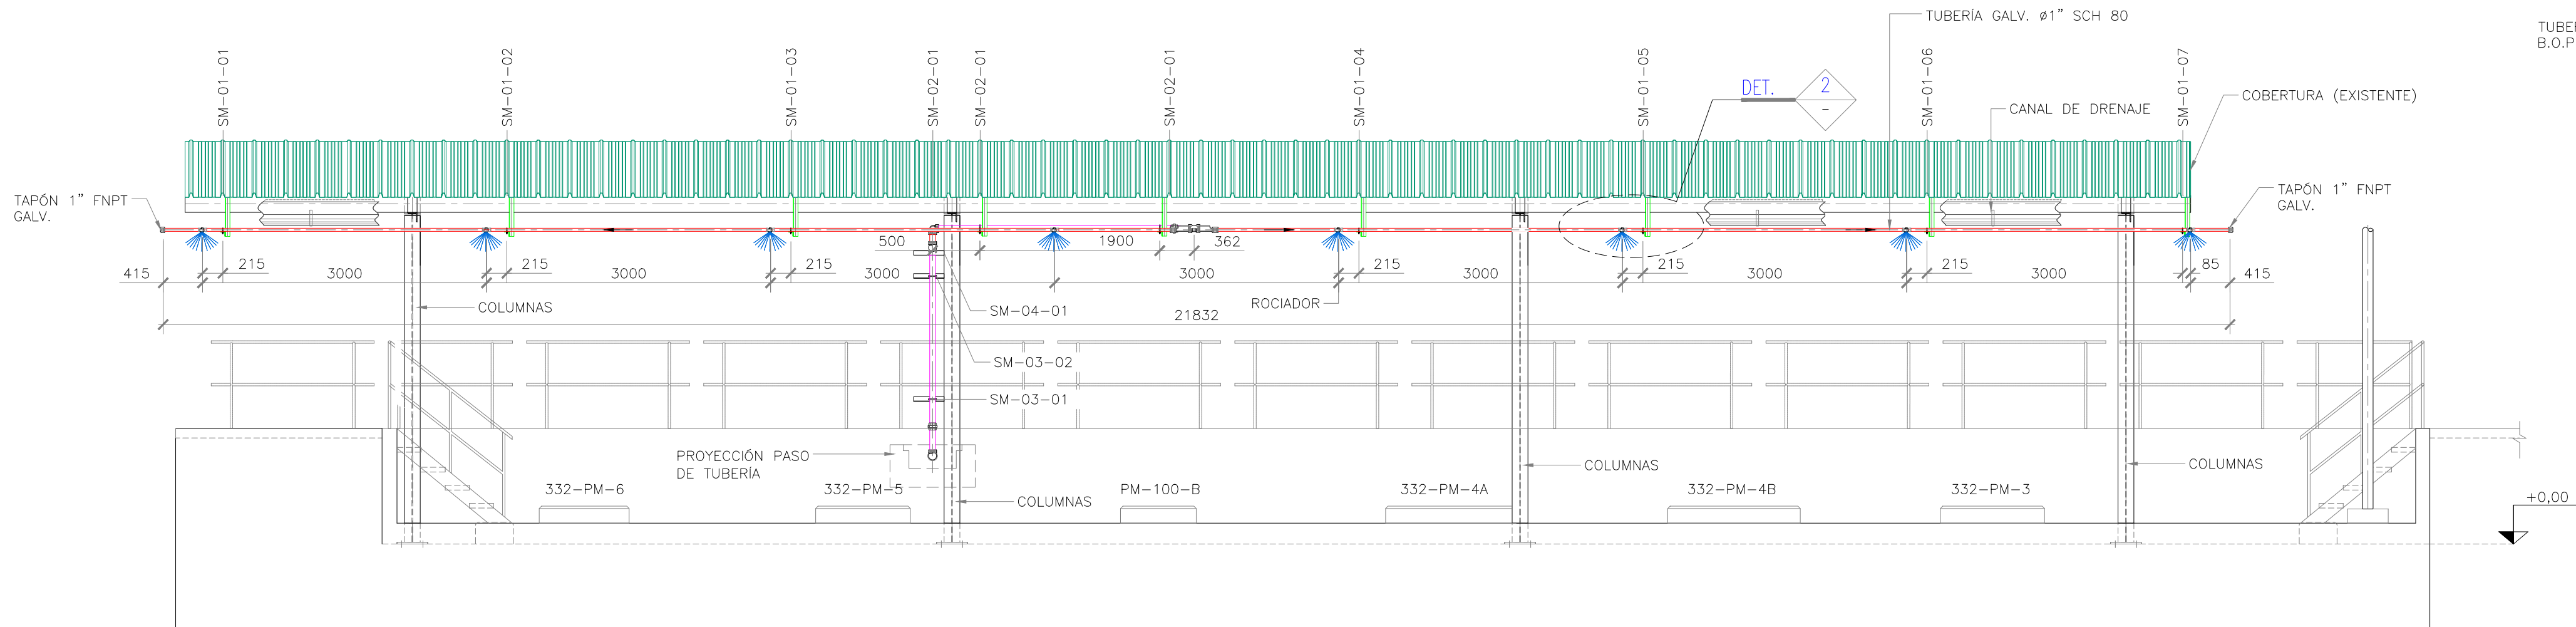 TUBERÍA GALV. ø1” SCH 80
TUBER
B.O.P
SM-01-01
SM-01-02
SM-01-03
SM-02-01
SM-02-01
SM-02-01
SM-01-04
SM-01-05
SM-01-06
SM-01-07
DET.
2
-
CANAL DE DRENAJE
COBERTURA (EXISTENTE)
TAPÓN 1” FNPT
GALV.
TAPÓN 1” FNPT
GALV.
500
1900
362
415
215
3000
215
3000
215
3000
3000
215
3000
215
3000
215
3000
85
415
COLUMNAS
ROCIADOR
SM-04-01
21832
SM-03-02
SM-03-01
PROYECCIÓN PASO
DE TUBERÍA
COLUMNAS
COLUMNAS
COLUMNAS
332-PM-6
332-PM-5
PM-100-B
332-PM-4A
332-PM-4B
332-PM-3
+0,00